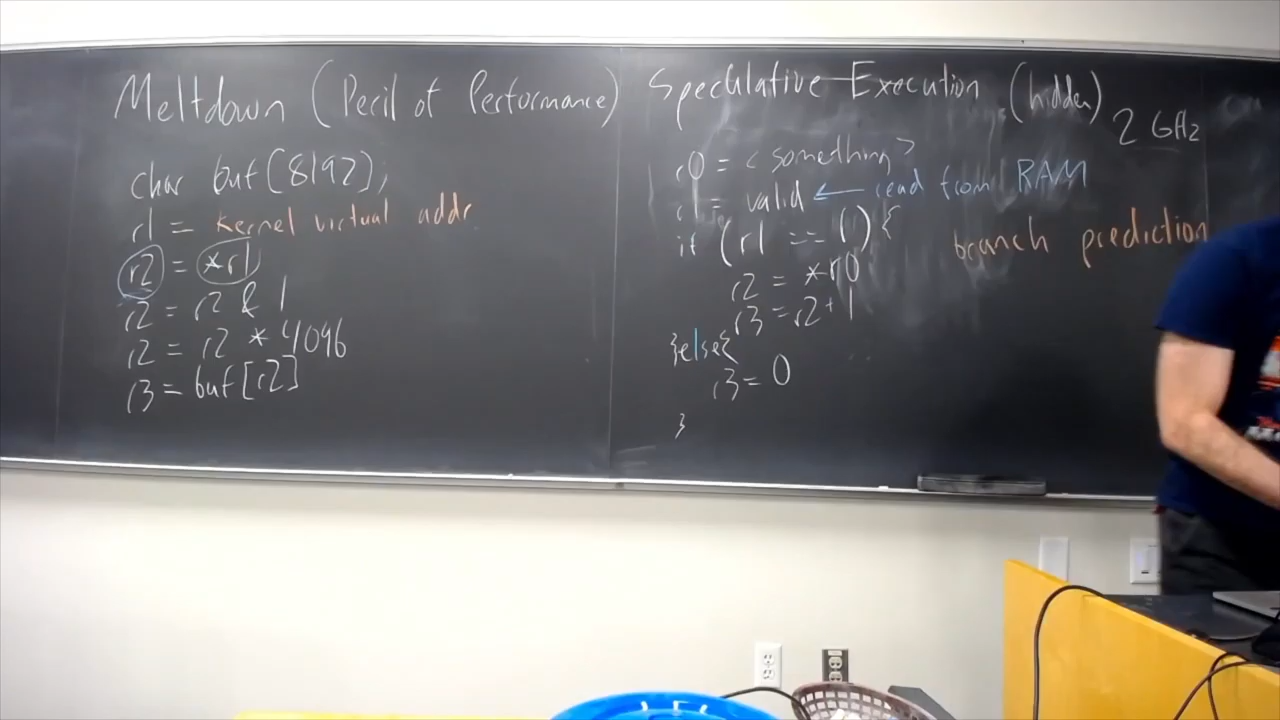 Meltdown (Peril of Performance)
char buf[8192];
r1 = kernel virtual addr
r2 = *r1
r2 = r2 & 1
r2 = r2 * 4096
r3 = buf[r2]
Speculative Execution (hidden)
2 GHz
r0 = <something>
r1 = valid ← read from RAM
if (r1 == 1) {
branch prediction
r2 = *r0
r3 = r2 + 1
}else{
r3 = 0
}